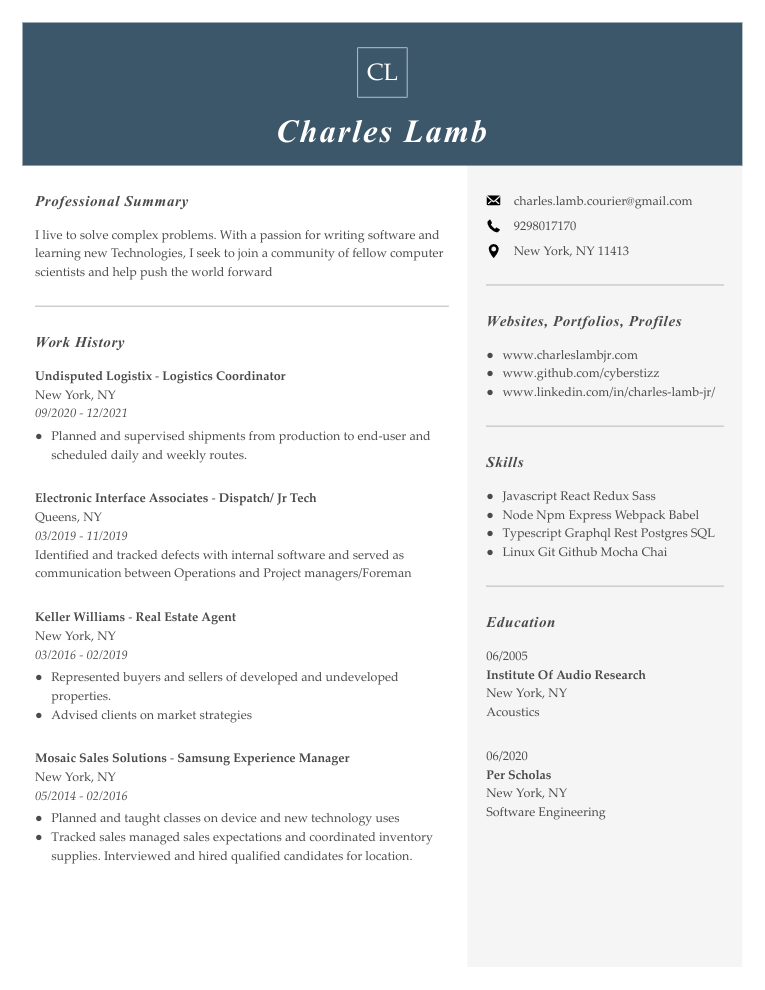 CL
Charles Lamb
Professional Summary
I live to solve complex problems. With a passion for writing software and
learning new Technologies, I seek to join a community of fellow computer
scientists and help push the world forward
Work History
Undisputed Logistix - Logistics Coordinator
New York, NY
09/2020 - 12/2021
● Planned and supervised shipments from production to end-user and
scheduled daily and weekly routes.
Electronic Interface Associates - Dispatch/ Jr Tech
Queens, NY
03/2019 - 11/2019
Identified and tracked defects with internal software and served as
communication between Operations and Project managers/Foreman
Keller Williams - Real Estate Agent
New York, NY
03/2016 - 02/2019
● Represented buyers and sellers of developed and undeveloped
properties.
● Advised clients on market strategies
Mosaic Sales Solutions - Samsung Experience Manager
New York, NY
05/2014 - 02/2016
● Planned and taught classes on device and new technology uses
● Tracked sales managed sales expectations and coordinated inventory
supplies. Interviewed and hired qualified candidates for location.
charles.lamb.courier@gmail.com
9298017170
New York, NY 11413
Websites, Portfolios, Profiles
● www.charleslambjr.com
● www.github.com/cyberstizz
● www.linkedin.com/in/charles-lamb-jr/
Skills
● Javascript React Redux Sass
● Node Npm Express Webpack Babel
● Typescript Graphql Rest Postgres SQL
● Linux Git Github Mocha Chai
Education
06/2005
Institute Of Audio Research
New York, NY
Acoustics
06/2020
Per Scholas
New York, NY
Software Engineering